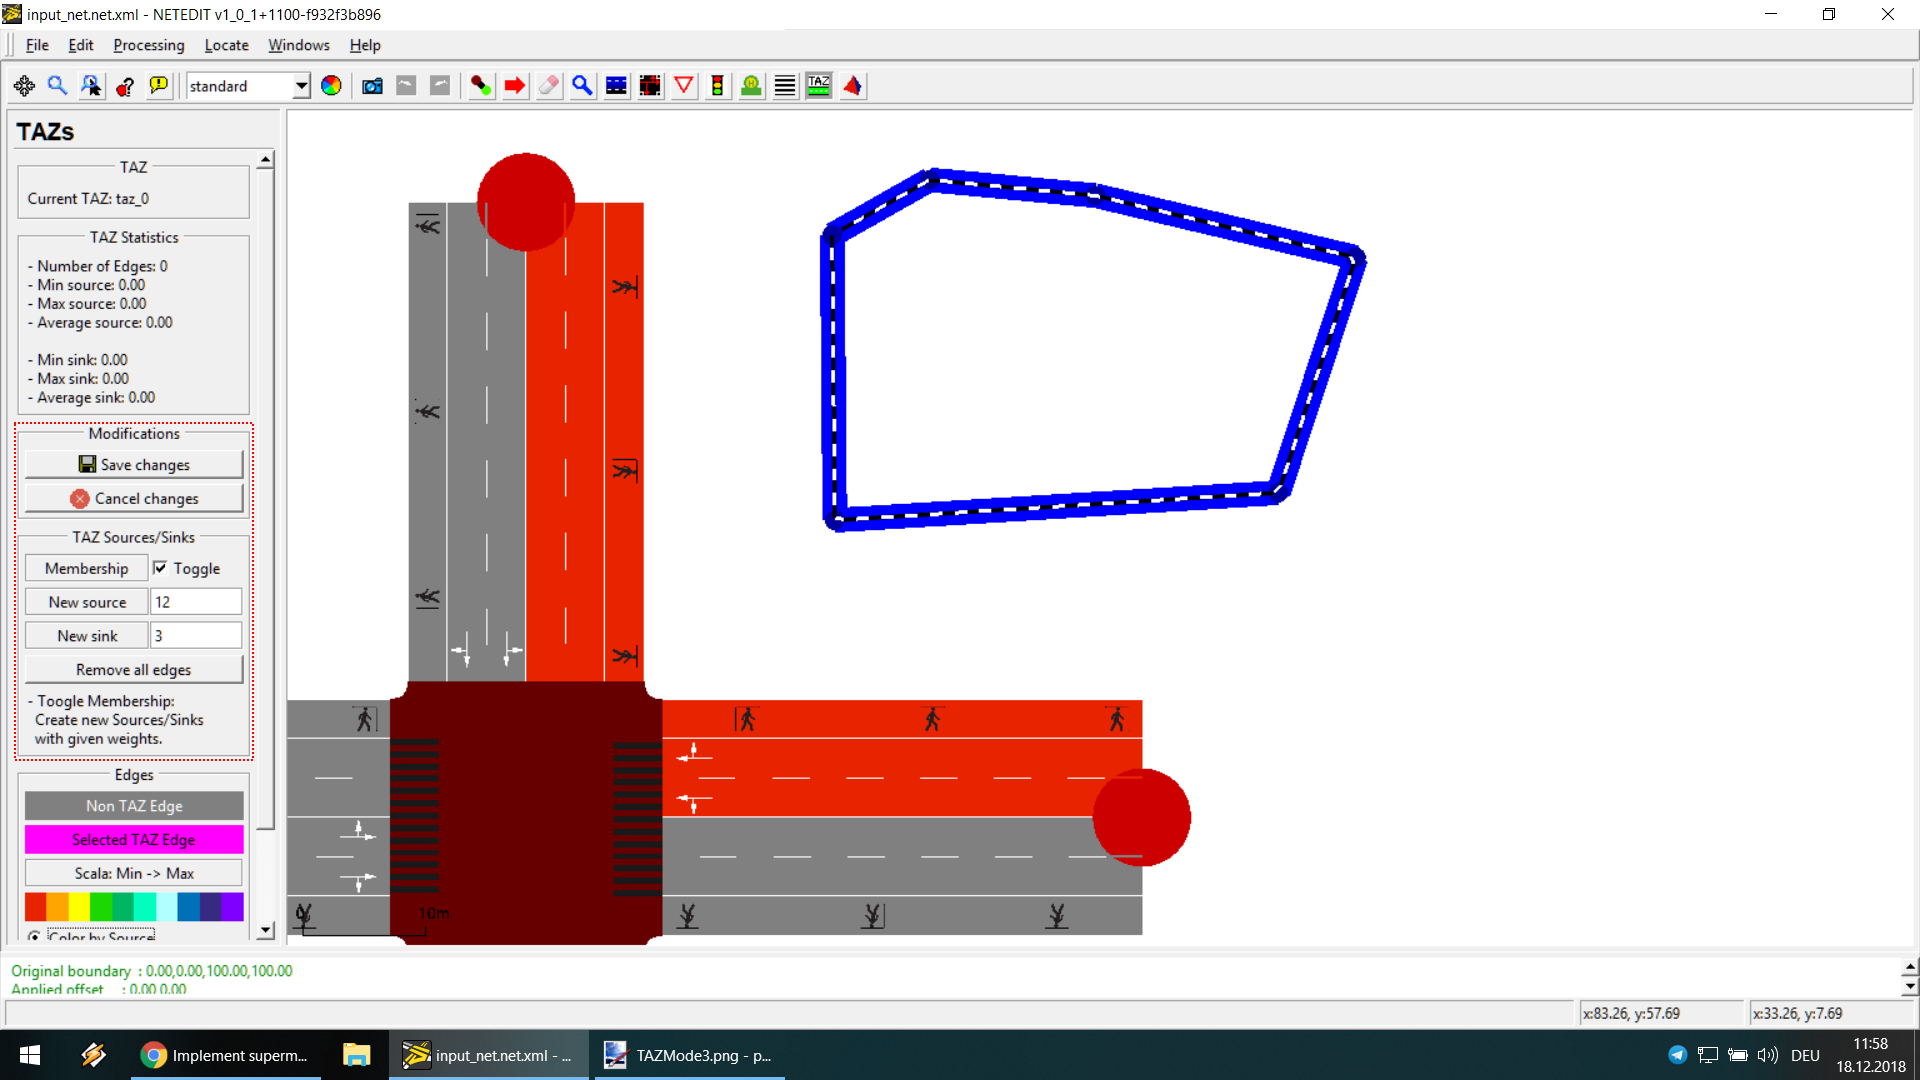 input_net.net.xml - NETEDIT v1_0_1+1100-f932f3b896
File Edit Processing Locate Windows Help
standard
TAZ
TAZs
TAZ
Current TAZ: taz_0
TAZ Statistics
- Number of Edges: 0
- Min source: 0.00
- Max source: 0.00
- Average source: 0.00
- Min sink: 0.00
- Max sink: 0.00
- Average sink: 0.00
Modifications
Save changes
Cancel changes
TAZ Sources/Sinks
Membership Toggle
New source 12
New sink 3
Remove all edges
- Toogle Membership:
Create new Sources/Sinks
with given weights.
Edges
Non TAZ Edge
Selected TAZ Edge
Scala: Min -> Max
Color by Source
0 10m
Original boundary : 0.00,0.00,100.00,100.00
Applied offset : 0.00,0.00
x:83.26, y:57.69 x:33.26, y:7.69
Implement superm...
input_net.net.xml - ...
TAZMode3.png - p...
DEU
11:58
18.12.2018